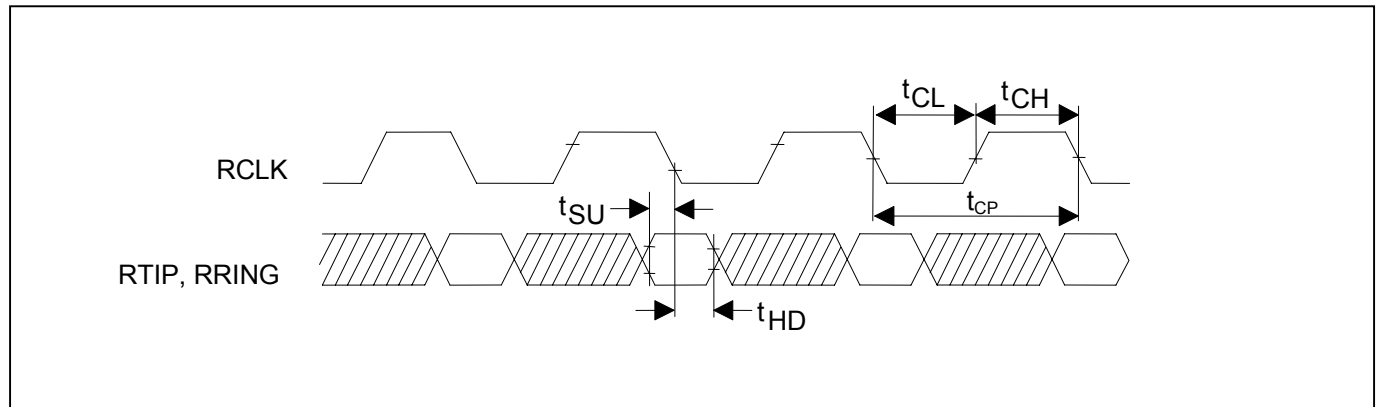 tCL
tCH
RCLK
tSU
tCP
RTIP, RRING
tHD